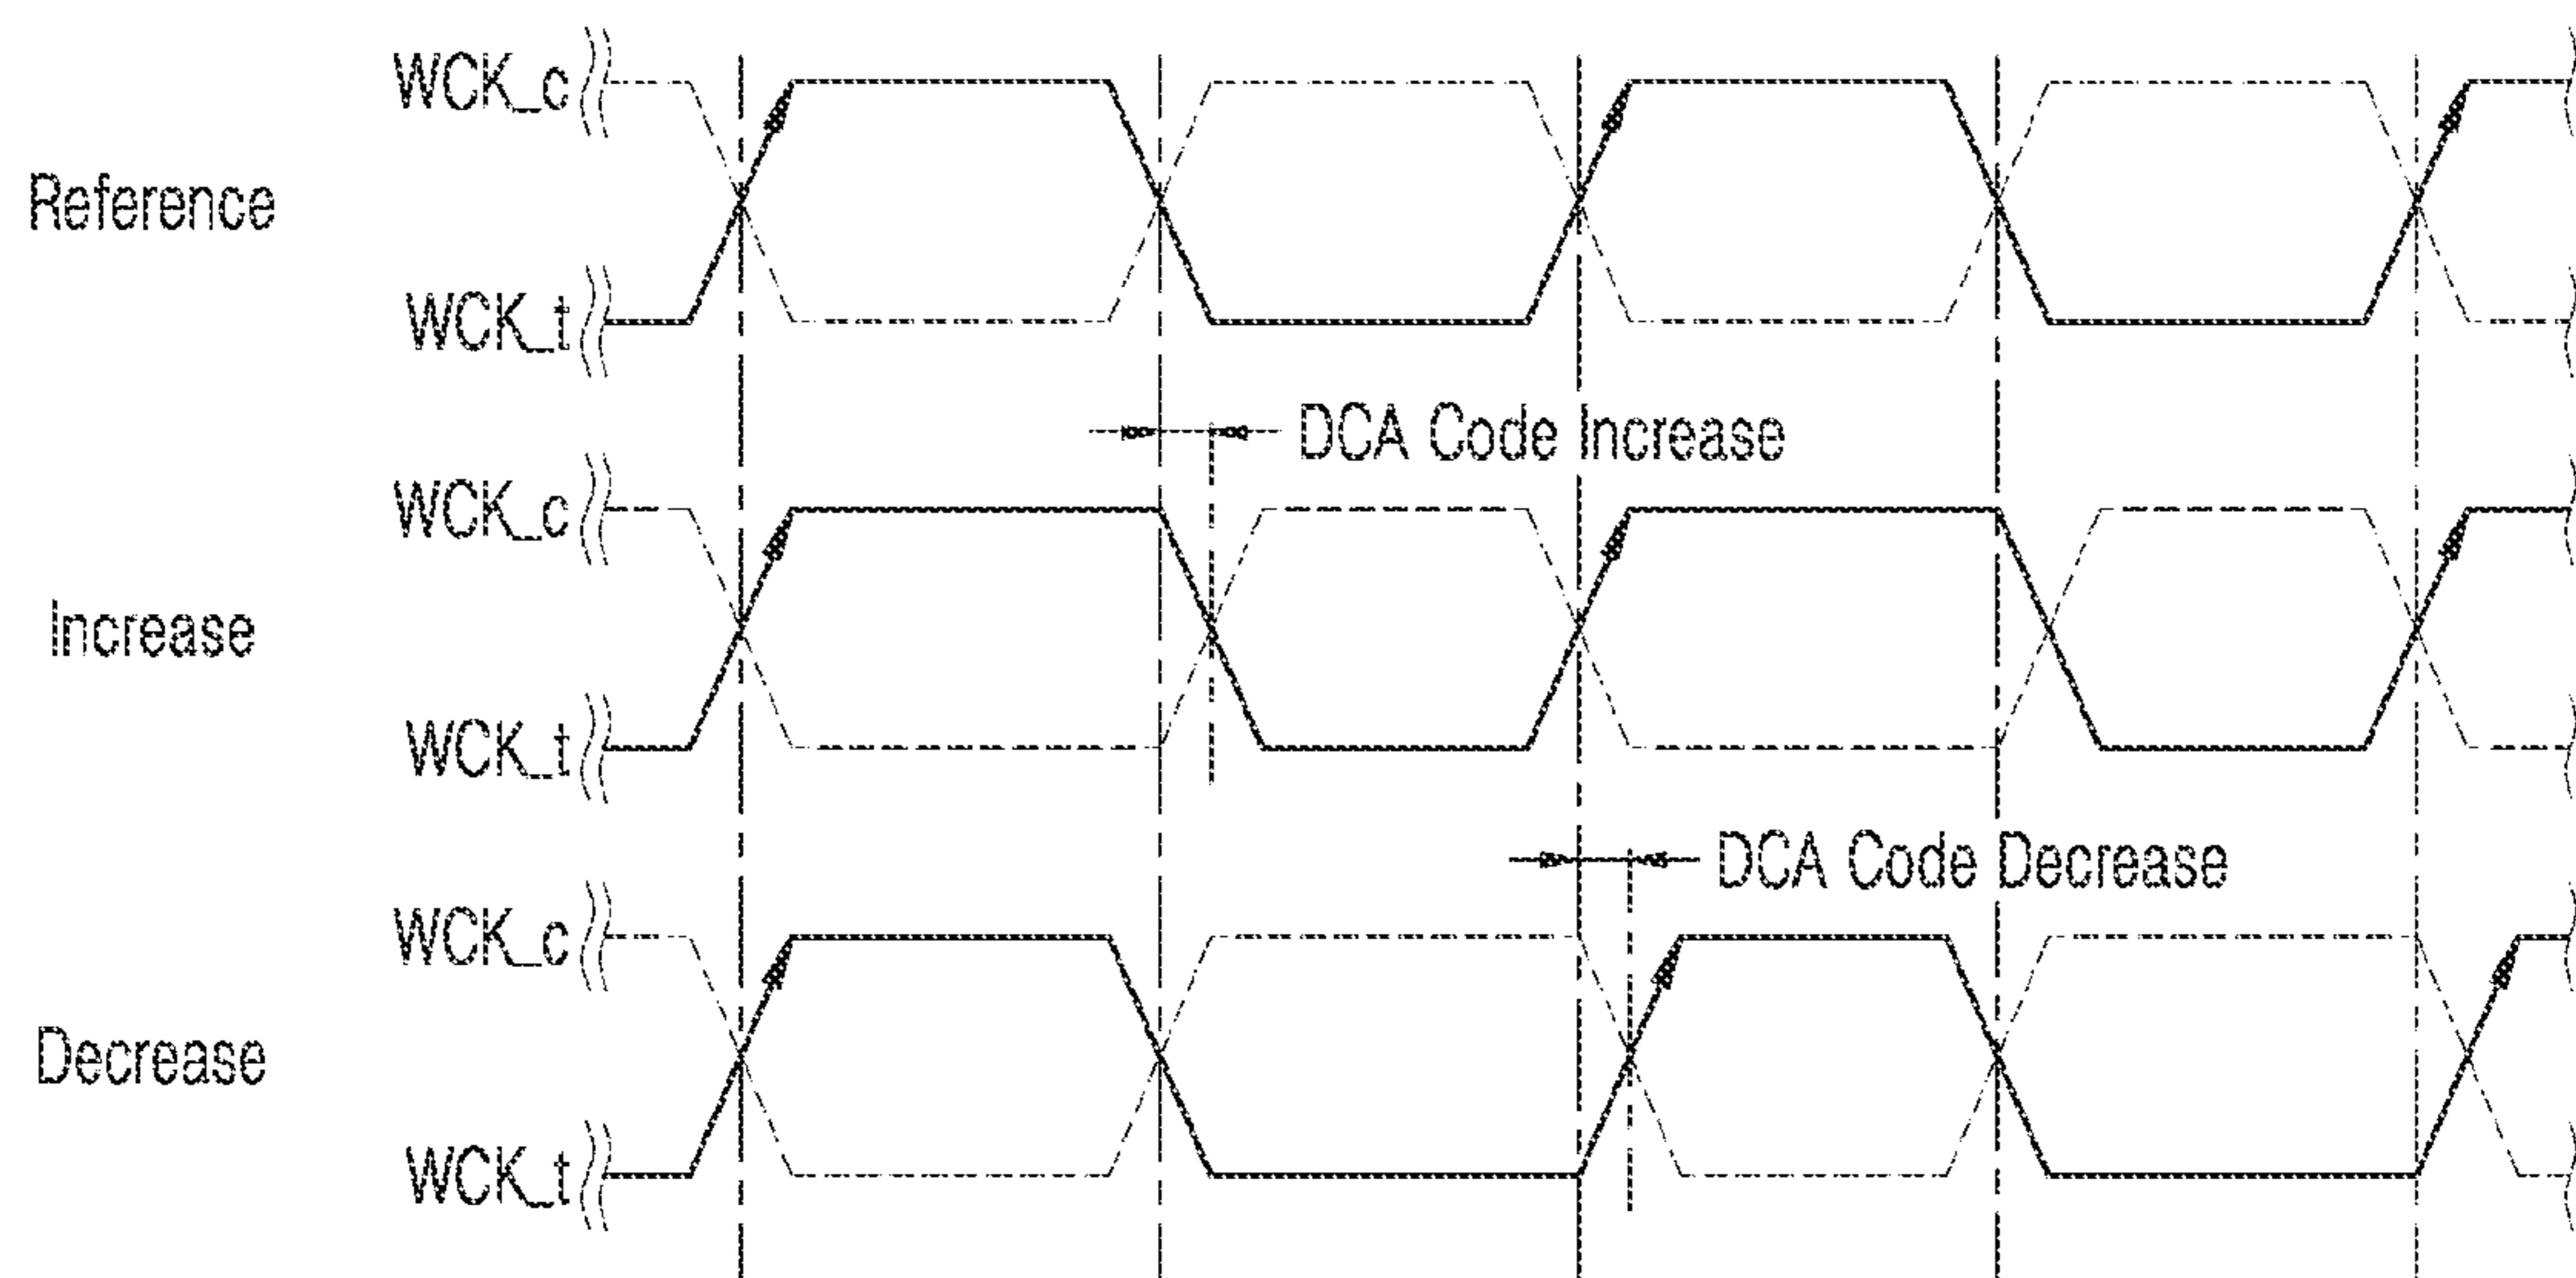 WCK_c
Reference
WCK_t
DCA Code Increase
WCK_c
Increase
WCK_t
DCA Code Decrease
WCK_c
Decrease
WCK_t